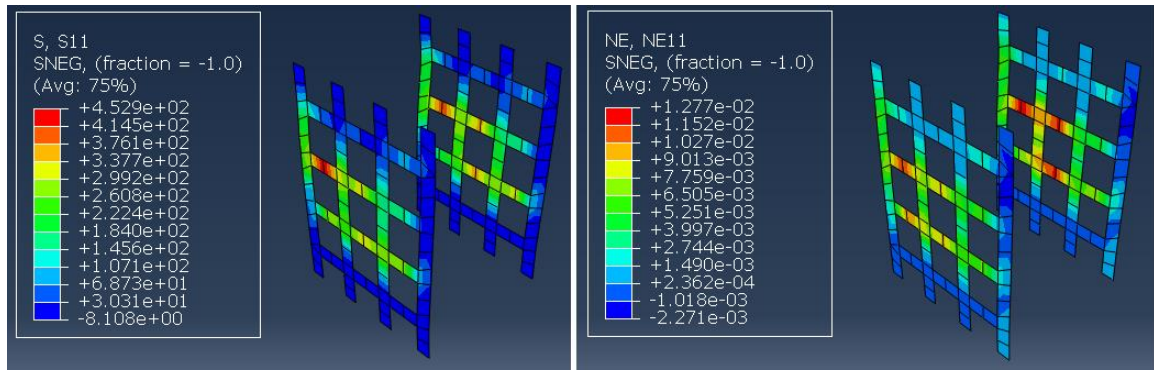 S, S11
SNEG, (fraction = -1.0)
(Avg: 75%)
+4.529e+02
+4.145e+02
+3.761e+02
+3.377e+02
+2.992e+02
+2.608e+02
+2.224e+02
+1.840e+02
+1.456e+02
+1.071e+02
+6.873e+01
+3.031e+01
-8.108e+00
NE, NE11
SNEG, (fraction = -1.0)
(Avg: 75%)
+1.277e-02
+1.152e-02
+1.027e-02
+9.013e-03
+7.759e-03
+6.505e-03
+5.251e-03
+3.997e-03
+2.744e-03
+1.490e-03
+2.362e-04
-1.018e-03
-2.271e-03